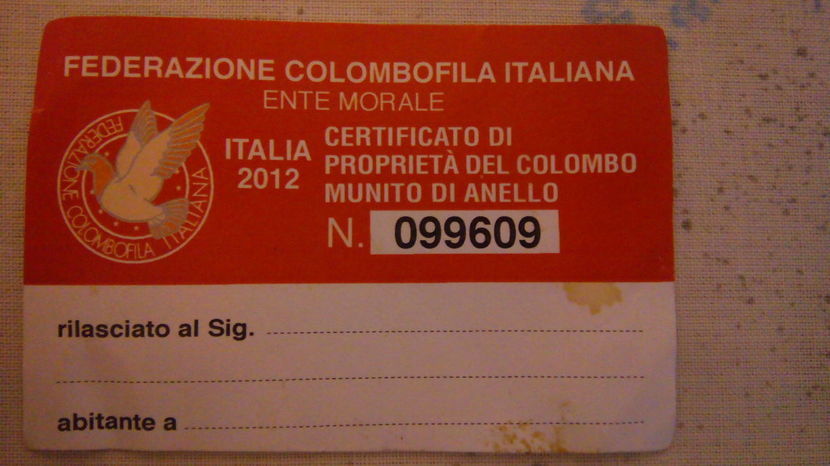 FEDERAZIONE COLOMBOFILA ITALIANA
ENTE MORALE
FEDERAZIONE COLOMBOFILA ITALIANA
FEDERA
ITALIA
2012
CERTIFICATO DI
PROPRIETÀ DEL COLOMBO
MUNITO DI ANELLO
N. 099609
rilasciato al Sig.
abitante a